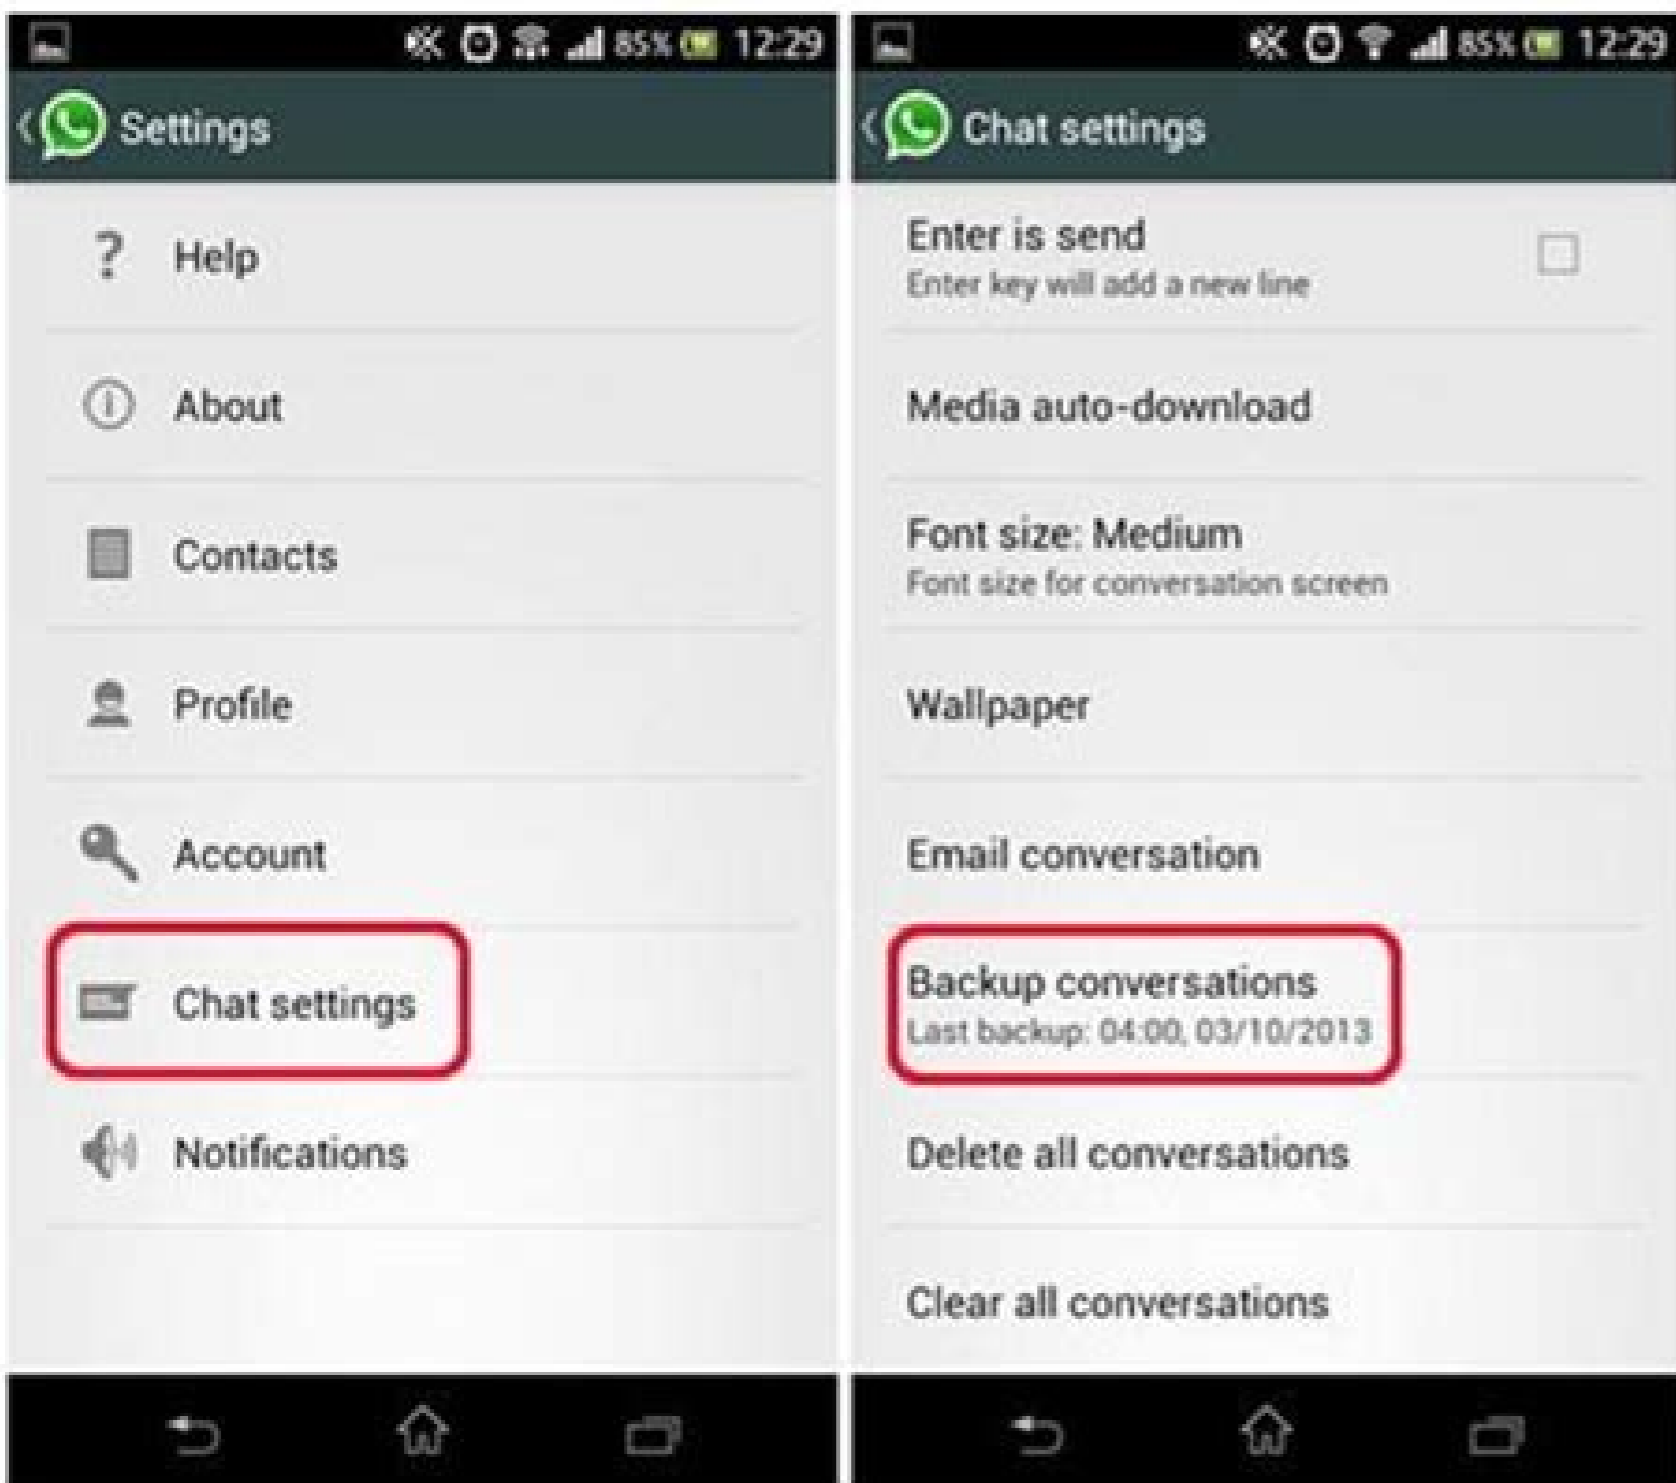 85% 12:29
Settings
Help
About
Contacts
Profile
Account
Chat settings
Notifications
85% 12:29
Chat settings
Enter is send
Enter key will add a new line
Media auto-download
Font size: Medium
Font size for conversation screen
Wallpaper
Email conversation
Backup conversations
Last backup: 04:00, 03/10/2013
Delete all conversations
Clear all conversations